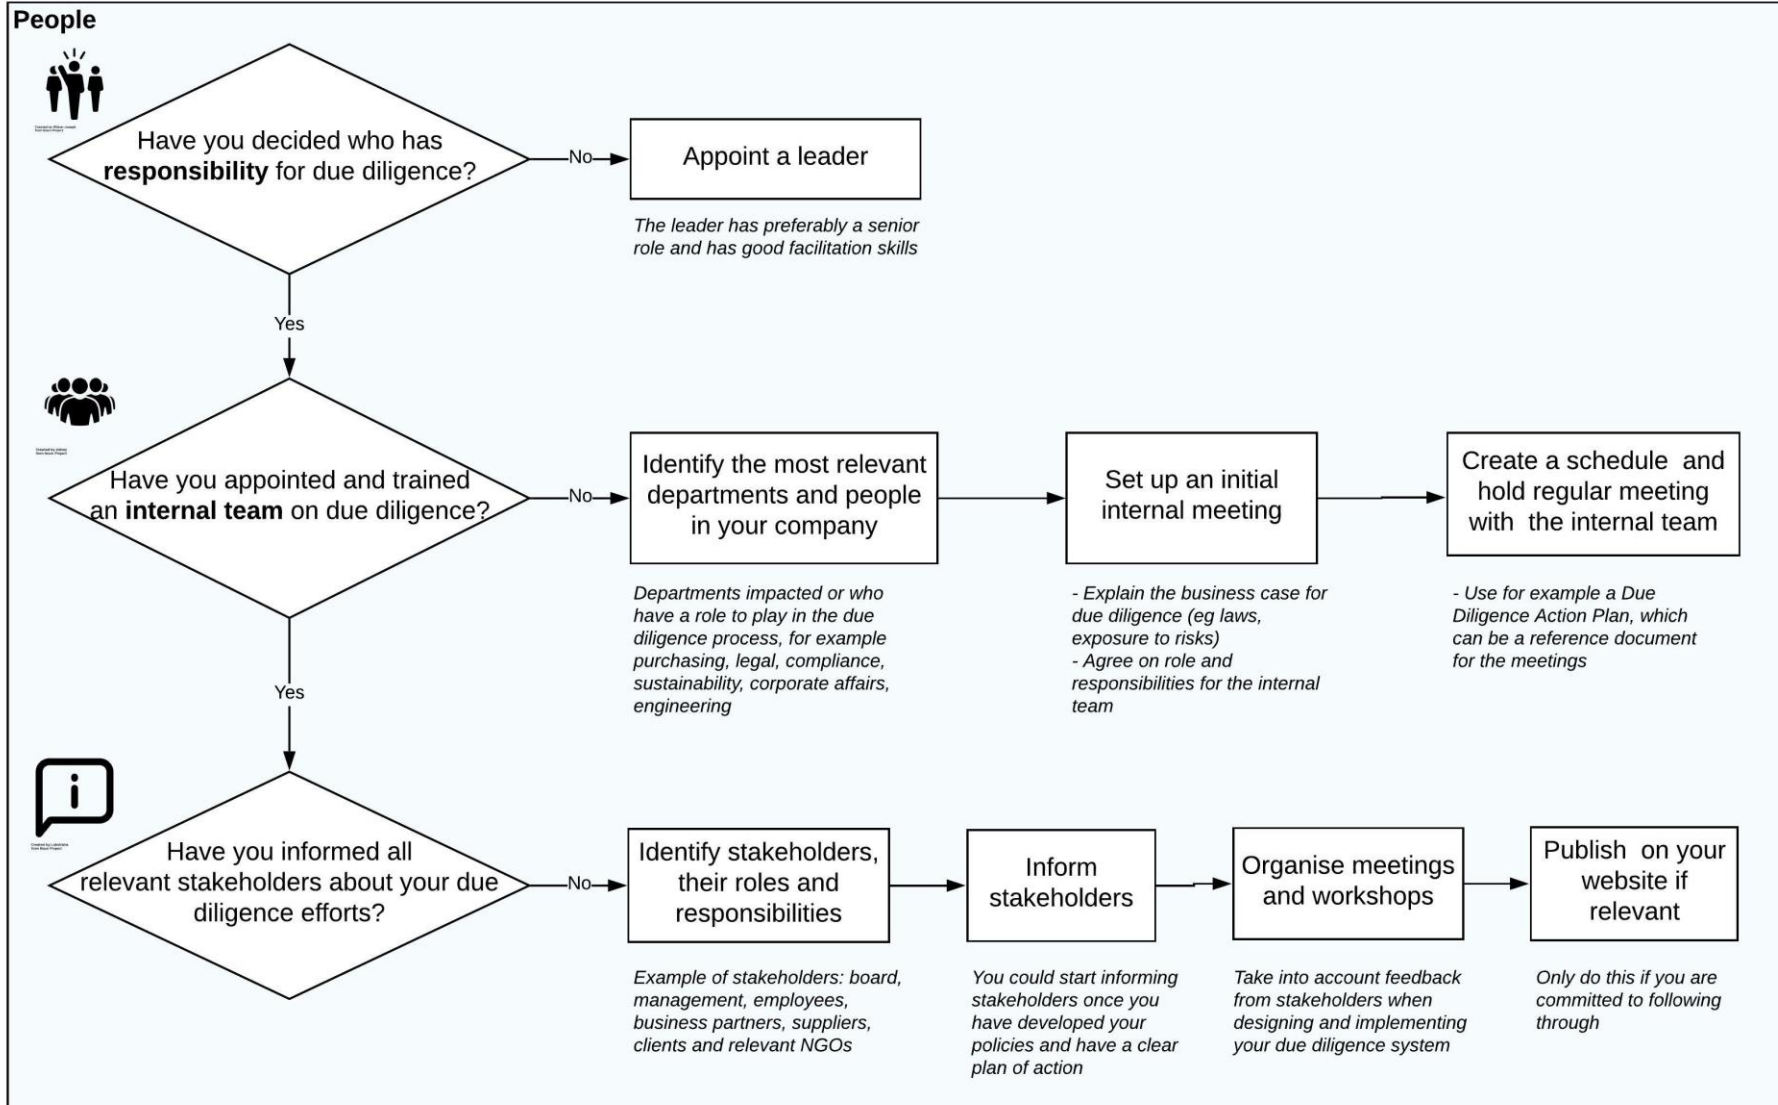 People
Have you decided who has
responsibility for due diligence?
No
Appoint a leader
The leader has preferably a senior
role and has good facilitation skills
Yes
Have you appointed and trained
an internal team on due diligence?
No
Identify the most relevant
departments and people
in your company
Departments impacted or who
have a role to play in the due
diligence process, for example
purchasing, legal, compliance,
sustainability, corporate affairs,
engineering
Set up an initial
internal meeting
- Explain the business case for
due diligence (eg laws,
exposure to risks)
- Agree on role and
responsibilities for the internal
team
Create a schedule  and
hold regular meeting
with  the internal team
- Use for example a Due
Diligence Action Plan, which
can be a reference document
for the meetings
Yes
Have you informed all
relevant stakeholders about your due
diligence efforts?
No
Identify stakeholders,
their roles and
responsibilities
Example of stakeholders: board,
management, employees,
business partners, suppliers,
clients and relevant NGOs
Inform
stakeholders
You could start informing
stakeholders once you
have developed your
policies and have a clear
plan of action
Organise meetings
and workshops
Take into account feedback
from stakeholders when
designing and implementing
your due diligence system
Publish  on your
website if
relevant
Only do this if you are
committed to following
through